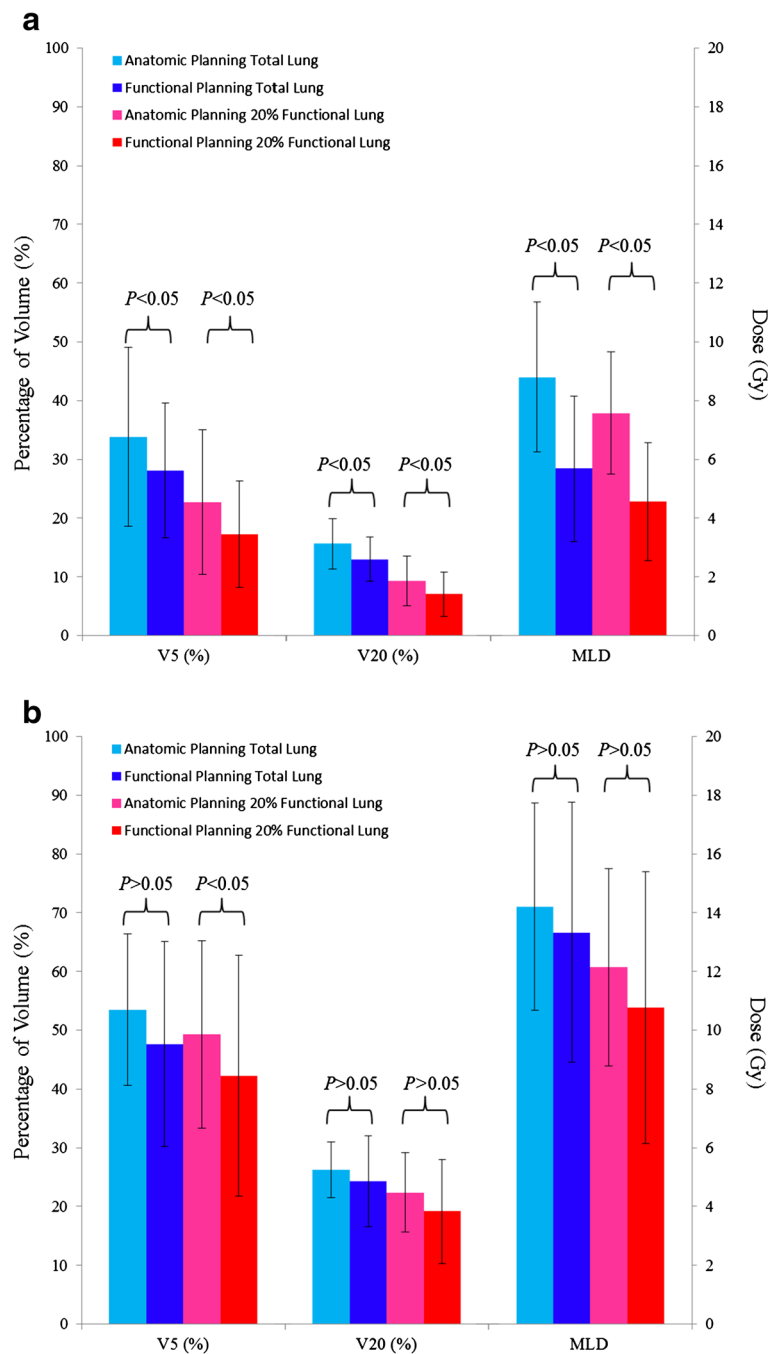 a
100
90
80
70
60
50
40
30
20
10
0
Percentage of Volume (%)
Anatomic Planning Total Lung
Functional Planning Total Lung
Anatomic Planning 20% Functional Lung
Functional Planning 20% Functional Lung
P<0.05
P<0.05
P<0.05
P<0.05
P<0.05
P<0.05
20
18
16
14
12
10
8
6
4
2
0
Dose (Gy)
V5 (%)
V20 (%)
MLD
b
100
90
80
70
60
50
40
30
20
10
0
Percentage of Volume (%)
Anatomic Planning Total Lung
Functional Planning Total Lung
Anatomic Planning 20% Functional Lung
Functional Planning 20% Functional Lung
P>0.05
P<0.05
P>0.05
P>0.05
P>0.05
P>0.05
20
18
16
14
12
10
8
6
4
2
0
Dose (Gy)
V5 (%)
V20 (%)
MLD